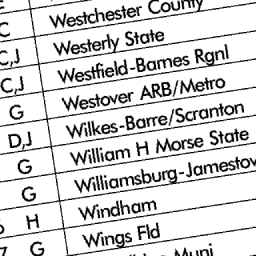 C Westchester County
C,J Westerly State
C,J Westfield-Barnes Rgnl
G Westover ARB/Metro
D,J Wilkes-Barre/Scranton
G William H Morse State
G Williamsburg-Jamestow
H Windham
G Wings Fld
Muni